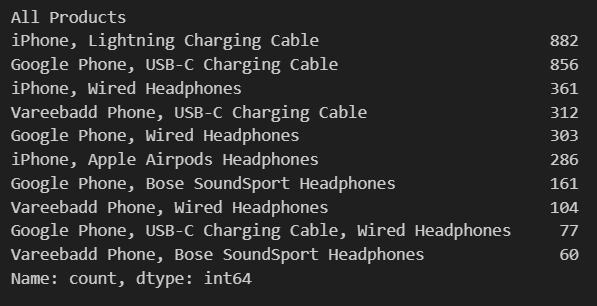 All Products
iPhone, Lightning Charging Cable 882
Google Phone, USB-C Charging Cable 856
iPhone, Wired Headphones 361
Vareebadd Phone, USB-C Charging Cable 312
Google Phone, Wired Headphones 303
iPhone, Apple Airpods Headphones 286
Google Phone, Bose SoundSport Headphones 161
Vareebadd Phone, Wired Headphones 104
Google Phone, USB-C Charging Cable, Wired Headphones 77
Vareebadd Phone, Bose SoundSport Headphones 60
Name: count, dtype: int64